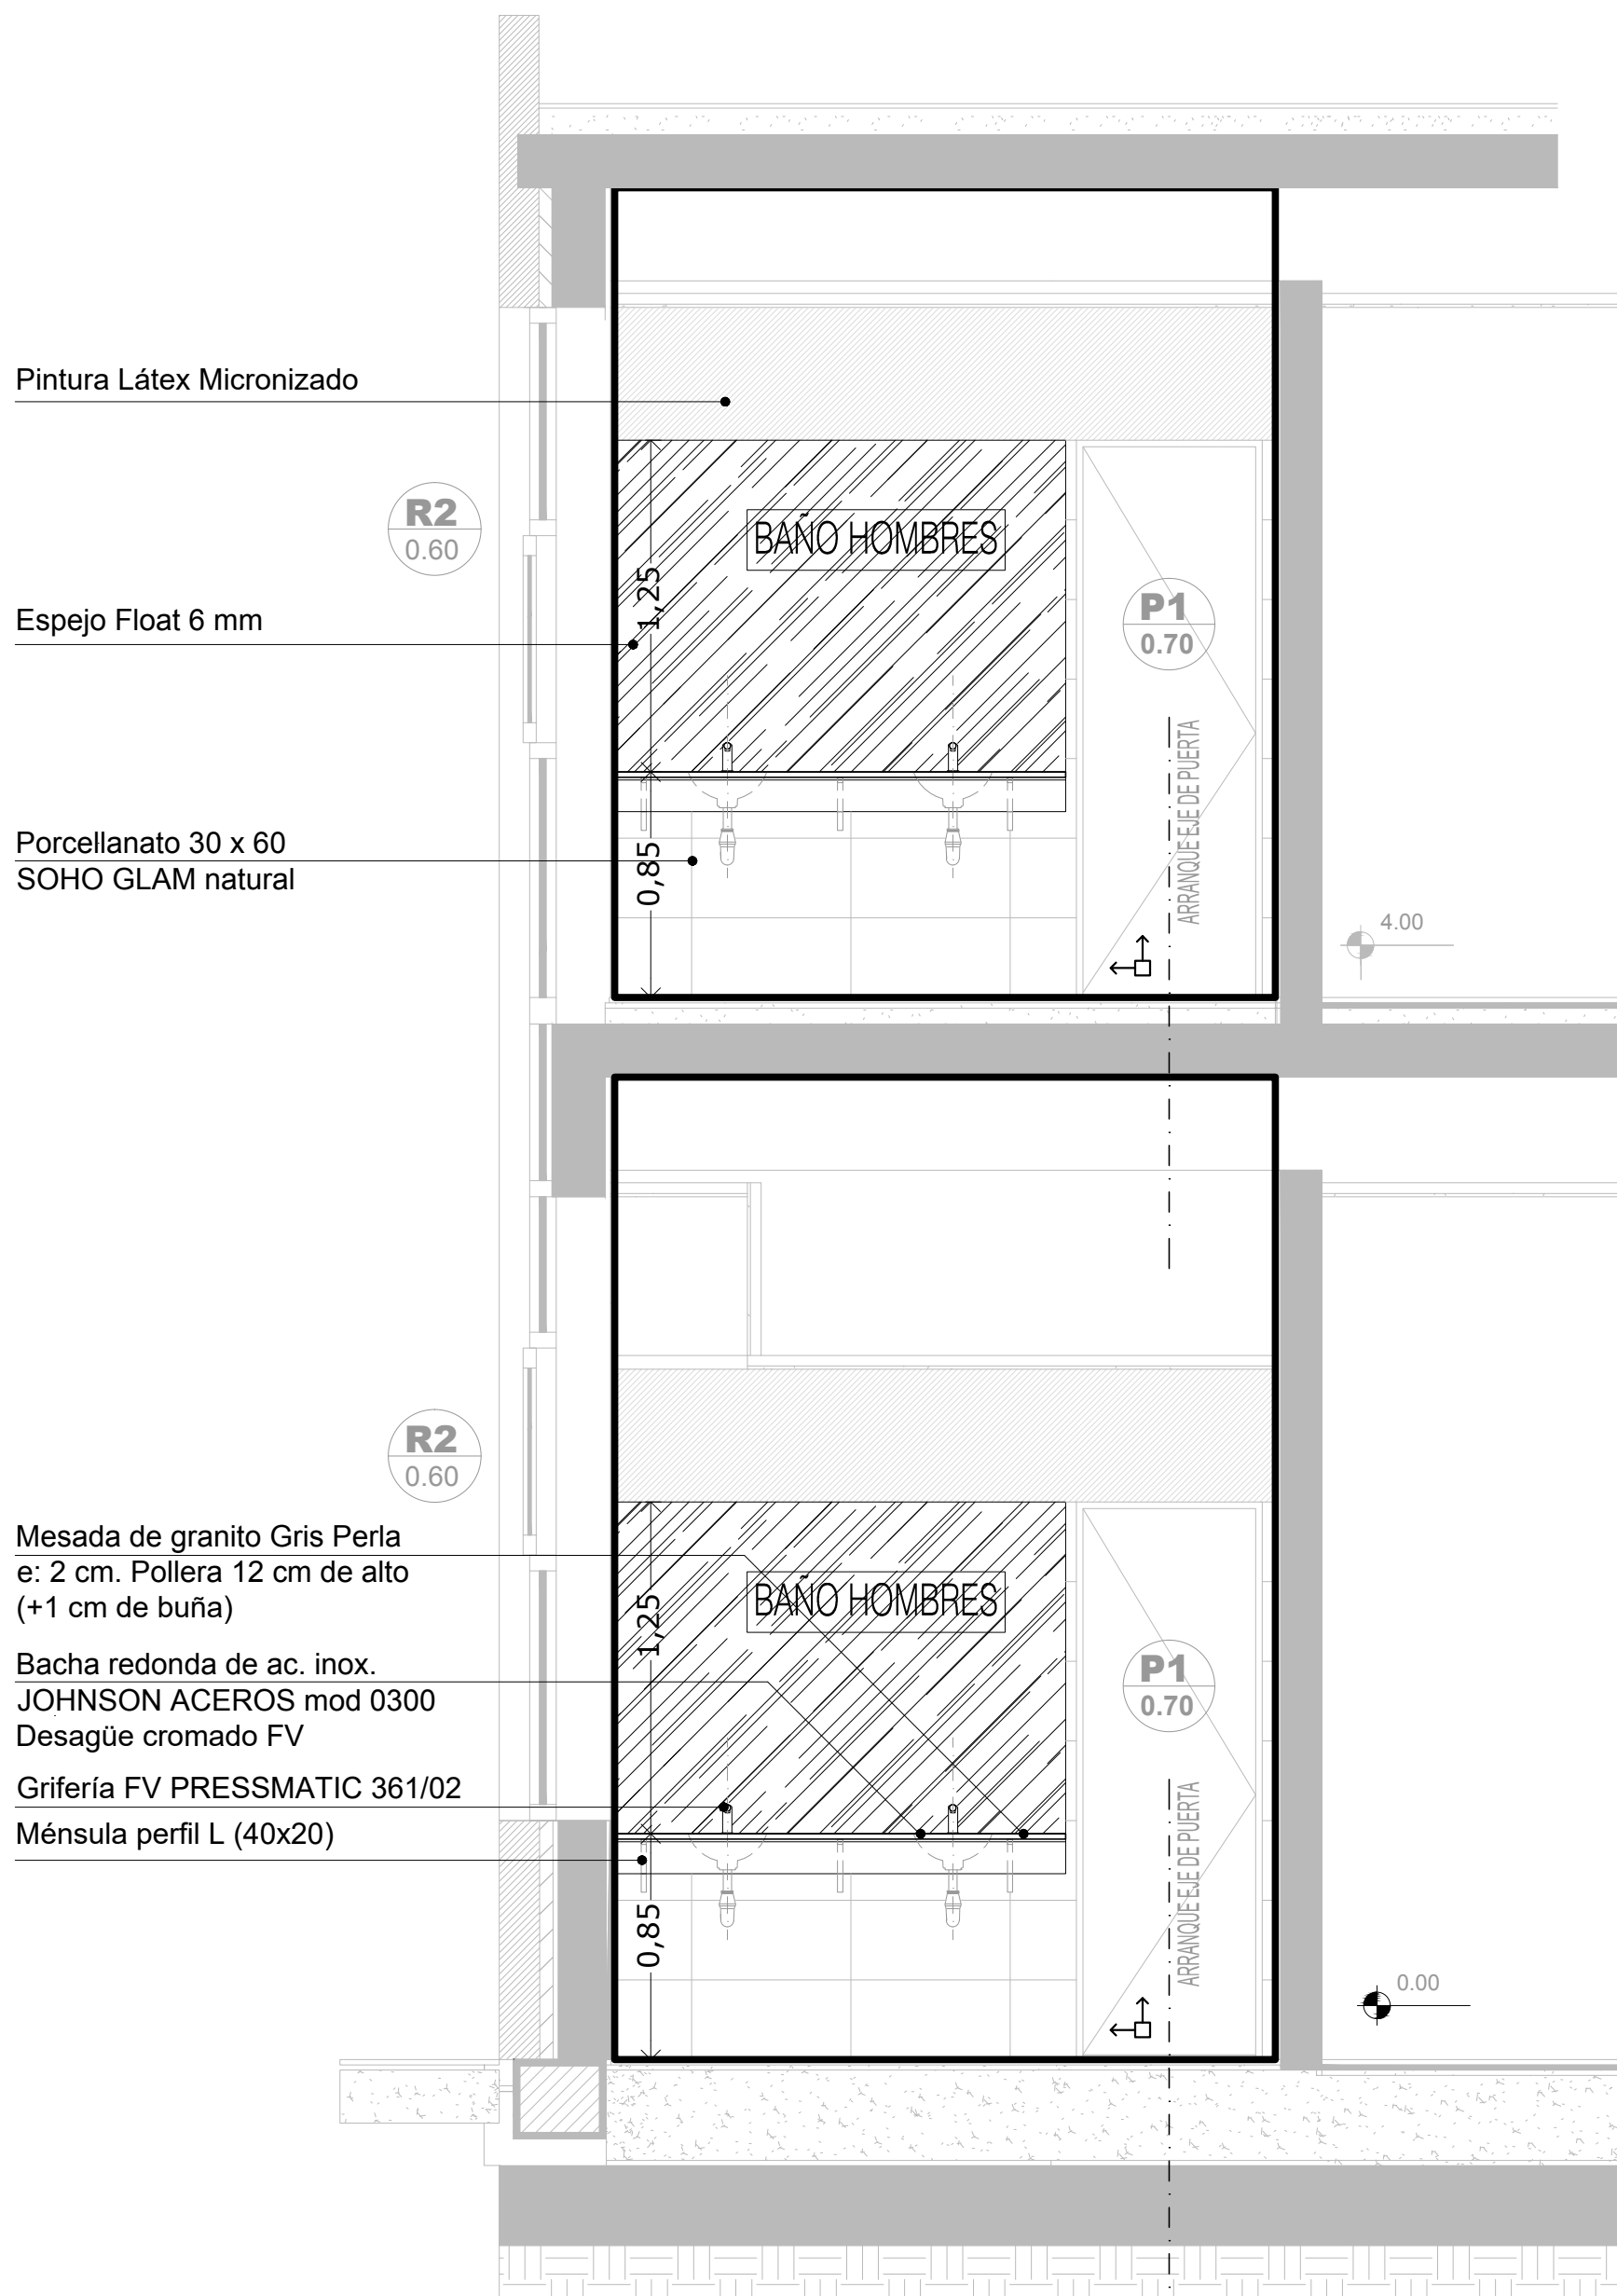 Pintura Látex Micronizado
R2
0.60
BAÑO HOMBRES
1,25
Espejo Float 6 mm
P1
0.70
ARRANQUE EJE DE PUERTA
Porcellanato 30 x 60
SOHO GLAM natural
0,85
4.00
R2
0.60
Mesada de granito Gris Perla
e: 2 cm. Pollera 12 cm de alto
(+1 cm de buña)
BAÑO HOMBRES
1,25
Bacha redonda de ac. inox.
JOHNSON ACEROS mod 0300
Desagüe cromado FV
P1
0.70
Grifería FV PRESSMATIC 361/02
Ménsula perfil L (40x20)
ARRANQUE EJE DE PUERTA
0,85
0.00